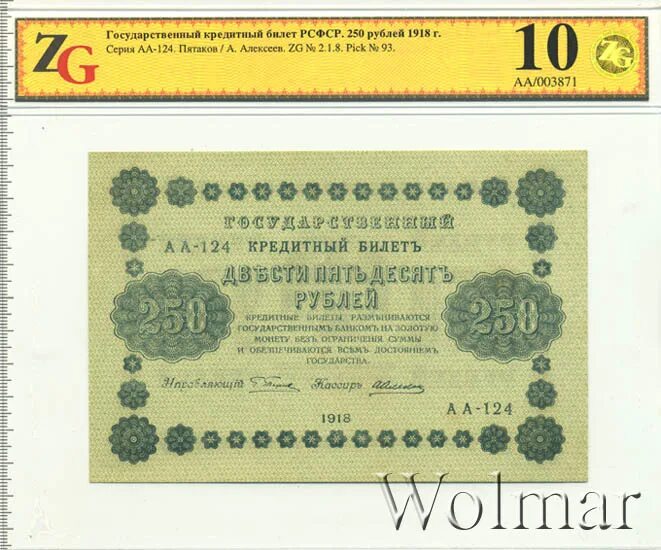 ZG
Государственный кредитный билет РСФСР. 250 рублей 1918 г.
Серия АА-124. Пятаков / А. Алексеев. ZG № 2.1.8. Pick № 93.
10
ZG
АА/003871
ГОСУДАРСТВЕННЫЙ
АА-124 КРЕДИТНЫЙ БИЛЕТЪ
ДВѢСТИ ПЯТЬДЕСЯТЪ
РУБЛЕЙ
250
250
КРЕДИТНЫЕ БИЛЕТЫ РАЗМѢНИВАЮТСЯ
ГОСУДАРСТВЕННЫМЪ БАНКОМЪ НА ЗОЛОТУЮ
МОНЕТУ БЕЗЪ ОГРАНИЧЕНІЯ СУММЫ
И ОБЕЗПЕЧИВАЮТСЯ ВСѢМЪ ДОСТОЯНІЕМЪ
ГОСУДАРСТВА.
Управляющій Кассиръ
1918
АА-124
Wolmar